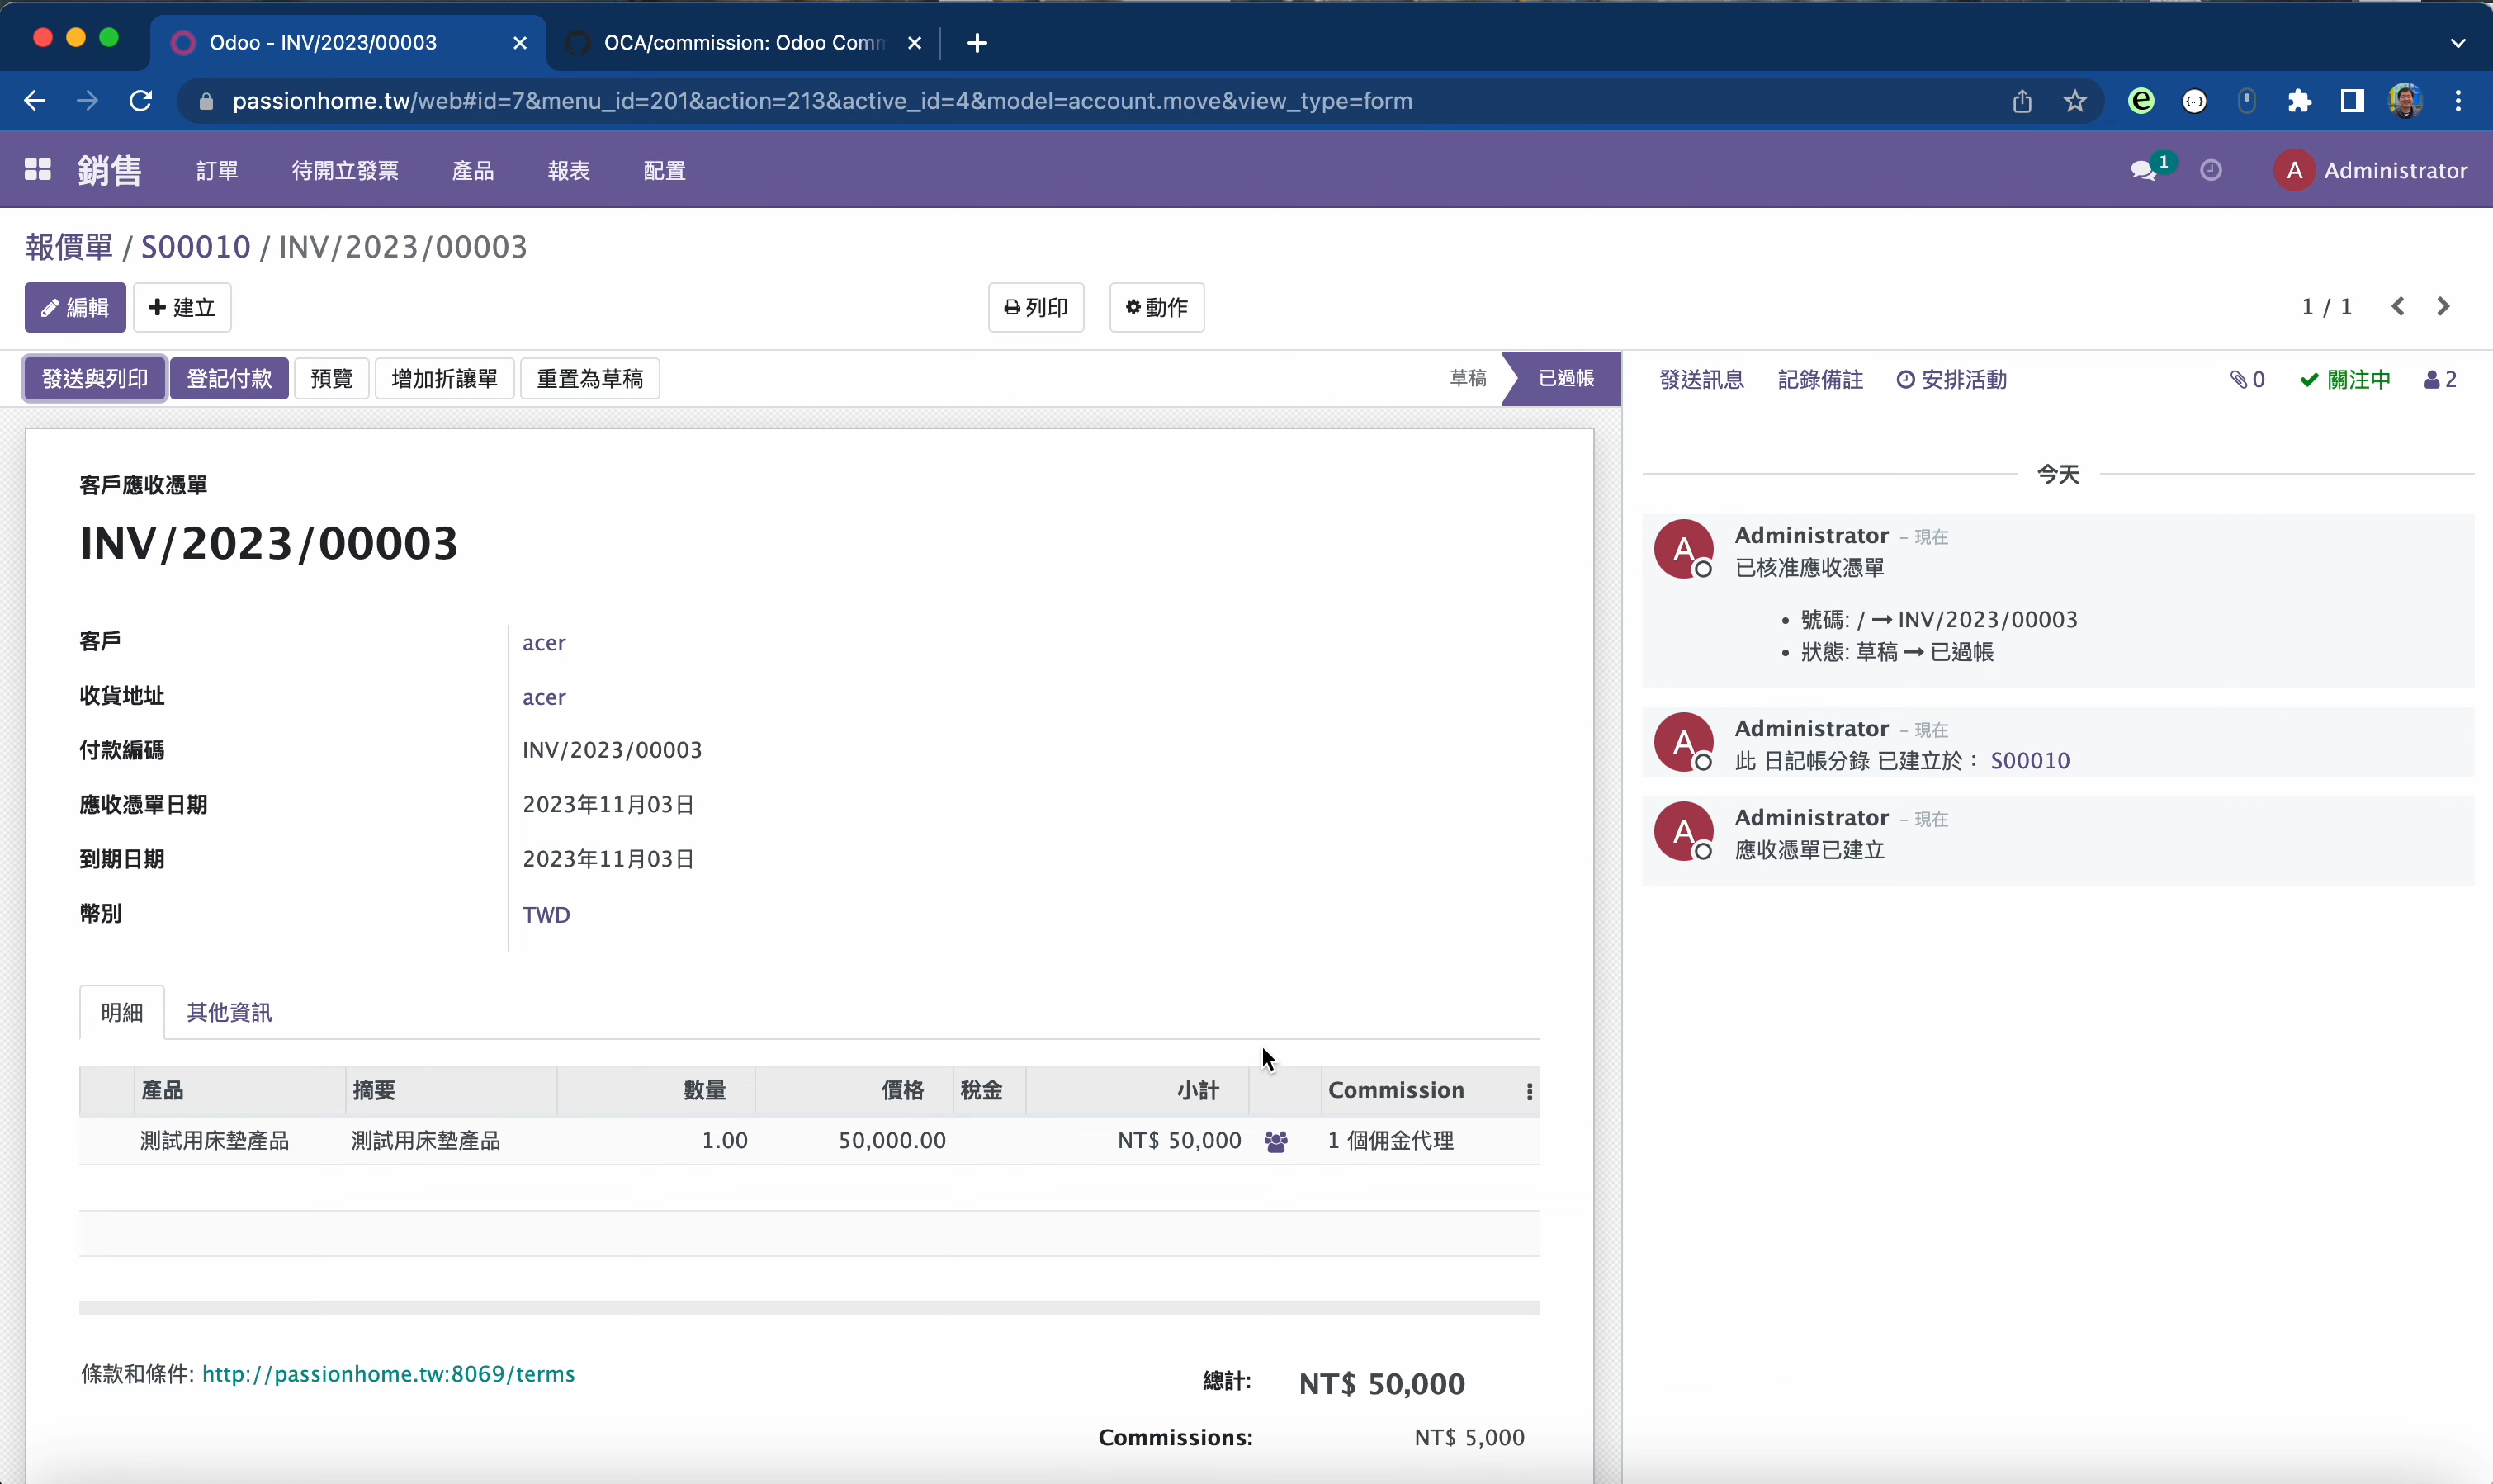 Odoo - INV/2023/00003
OCA/commission: Odoo Com
passionhome.tw/web#id=7&menu_id=201&action=213&active_id=4&model=account.move&view_type=form
銷售 訂單 待開立發票 產品 報表 配置 1 A Administrator
報價單 / S00010 / INV/2023/00003
編輯 建立 列印 動作 1 / 1
發送與列印 登記付款 預覽 增加折讓單 重置為草稿 草稿 已過帳
發送訊息 記錄備註 安排活動 0 關注中 2
客戶應收憑單
INV/2023/00003
客戶 acer
收貨地址 acer
付款編碼 INV/2023/00003
應收憑單日期 2023年11月03日
到期日期 2023年11月03日
幣別 TWD
明細 其他資訊
產品 摘要 數量 價格 稅金 小計 Commission
測試用床墊產品 測試用床墊產品 1.00 50,000.00 NT$ 50,000 1 個佣金代理
條款和條件: http://passionhome.tw:8069/terms
總計: NT$ 50,000
Commissions: NT$ 5,000
今天
A Administrator - 現在
已核准應收憑單
• 號碼: / → INV/2023/00003
• 狀態: 草稿 → 已過帳
A Administrator - 現在
此 日記帳分錄 已建立於： S00010
A Administrator - 現在
應收憑單已建立